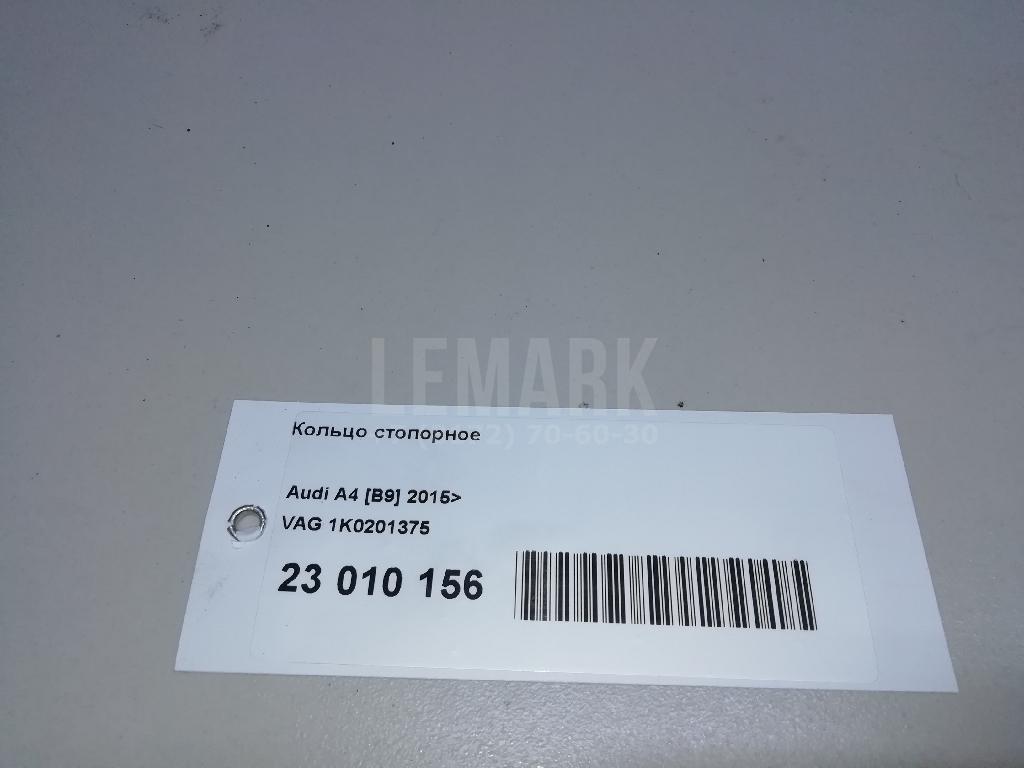 LEMARK
2) 70-60-30
Кольцо стопорное
Audi A4 [B9] 2015>
VAG 1K0201375
23 010 156